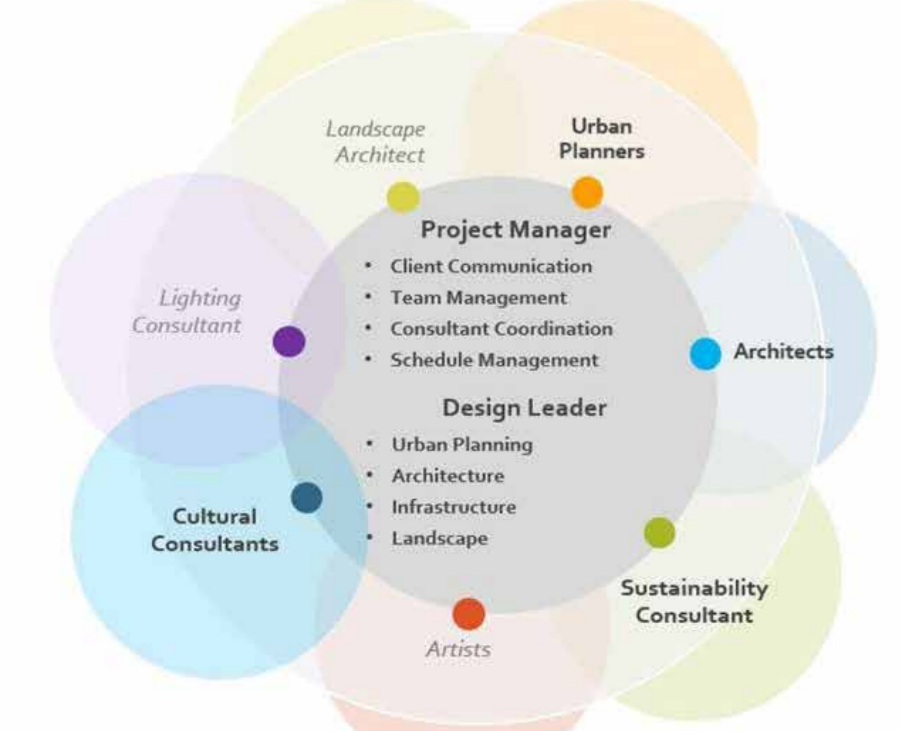 Landscape
Architect
Urban
Planners
Project Manager
• Client Communication
• Team Management
• Consultant Coordination
• Schedule Management
Lighting
Consultant
Architects
Design Leader
• Urban Planning
• Architecture
• Infrastructure
• Landscape
Cultural
Consultants
Sustainability
Consultant
Artists